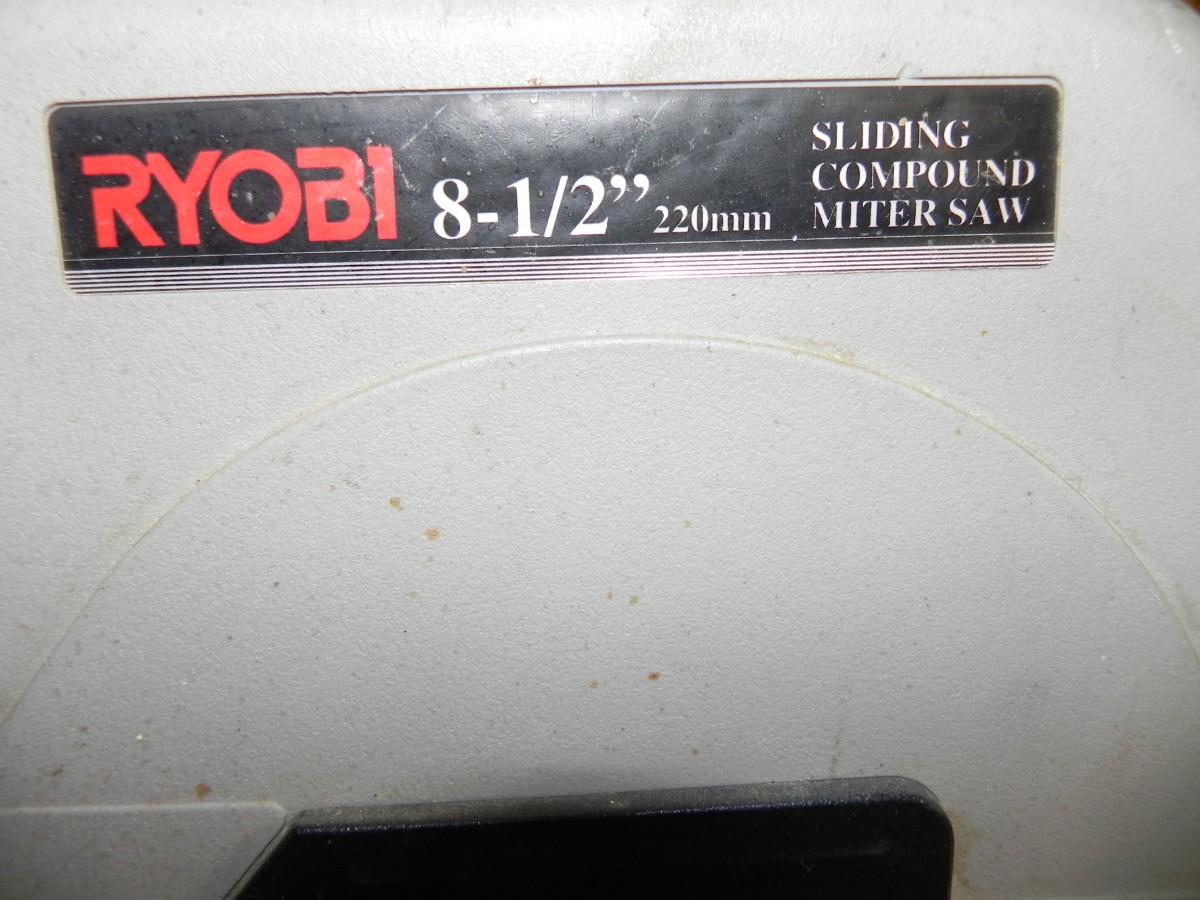 RYOBI 8-1/2” 220mm
SLIDING
COMPOUND
MITER SAW